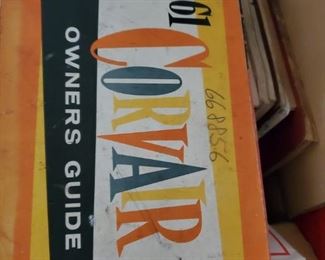 '61
668856
CORVAIR
OWNERS GUIDE